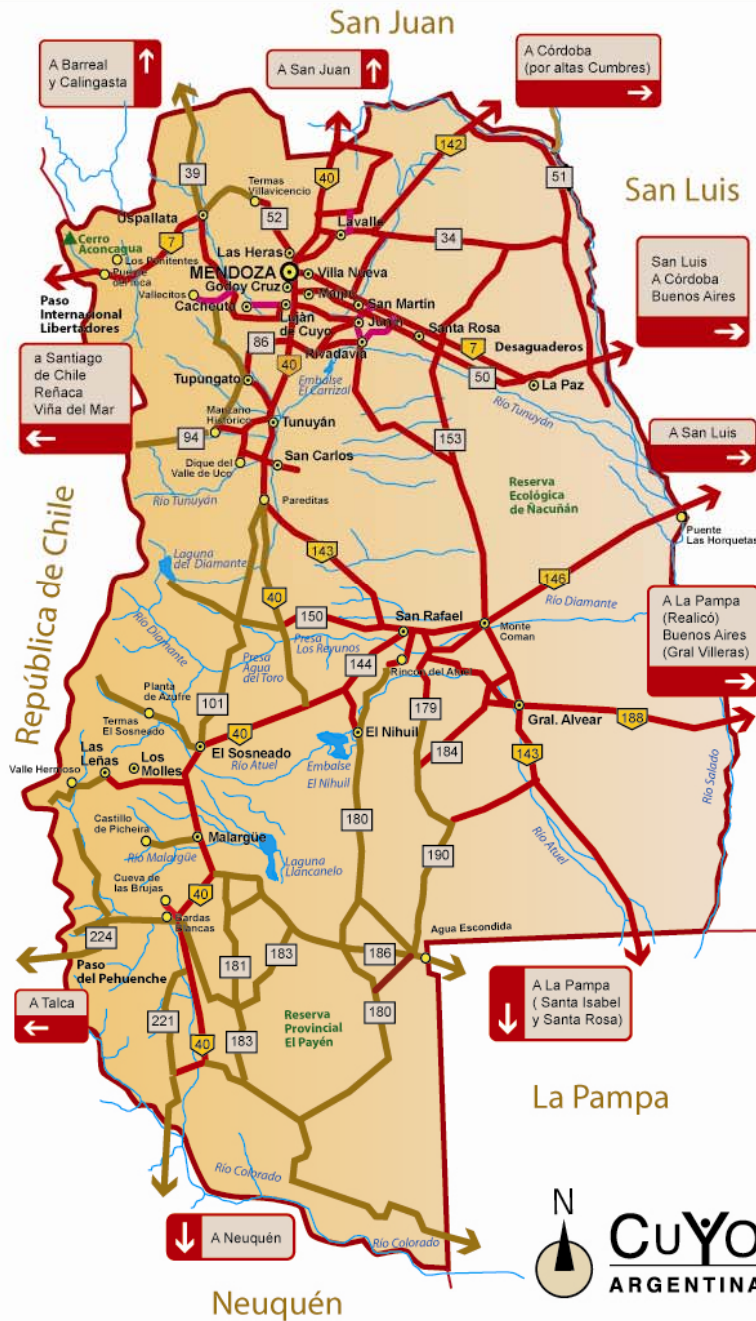 San Juan
A Barreal
y Calingasta
A San Juan
A Córdoba
(por altas Cumbres)
142
39
40
51
Termas
Villavicencio
San Luis
Uspallata
52
Lavalle
34
7
Cerro
Aconcagua
Las Heras
Los Penitentes
MENDOZA
Villa Nueva
Puente
del Inca
Godoy Cruz
Maipú
San Luis
A Córdoba
Buenos Aires
Vallecitos
Cacheuta
San Martín
Paso
Internacional
Libertadores
Luján
de Cuyo
Junín
Santa Rosa
86
Rivadavia
7
Desaguaderos
40
50
La Paz
a Santiago
de Chile
Reñaca
Viña del Mar
Tupungato
Embalse
El Carrizal
Río Tunuyán
Manzano
Histórico
Tunuyán
94
153
A San Luis
San Carlos
Dique del
Valle de Uco
Reserva
Ecológica
de Ñacuñán
Río Tunuyán
Pareditas
Puente
Las Horquetas
República de Chile
143
Laguna
del Diamante
146
40
Río Diamante
150
San Rafael
A La Pampa
(Realicó)
Buenos Aires
(Gral Villeras)
Río Diamante
Presa
Los Reyunos
Monte
Coman
Presa
Agua
del Toro
144
Rincón del Atuel
Planta
de Azufre
101
179
Gral. Alvear
188
Termas
El Sosneado
40
El Nihuil
184
143
El Sosneado
Río Atuel
Embalse
El Nihuil
Las
Leñas
Los
Molles
Valle Hermoso
Río Salado
Castillo
de Picheira
180
Malargüe
190
Río Atuel
Río Malargüe
Laguna
Llancanelo
Cueva de
las Brujas
40
Bardas
Blancas
Agua Escondida
224
183
186
Paso
del Pehuenche
181
A Talca
221
Reserva
Provincial
El Payén
180
A La Pampa
( Santa Isabel
y Santa Rosa)
40
183
La Pampa
Río Colorado
N
A Neuquén
Río Colorado
CUYO
ARGENTINA
Neuquén